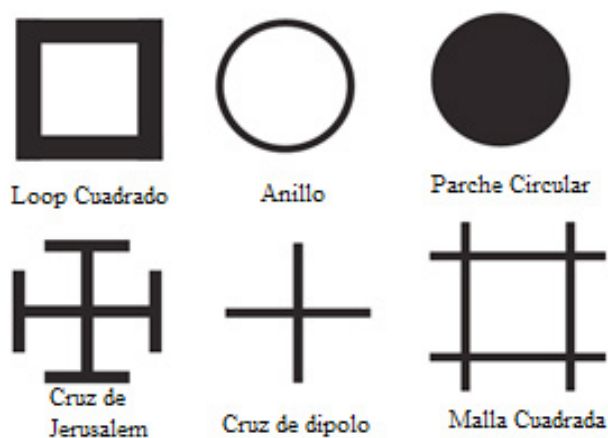 Loop Cuadrado
Anillo
Parche Circular
Cruz de
Jerusalem
Cruz de dipolo
Malla Cuadrada